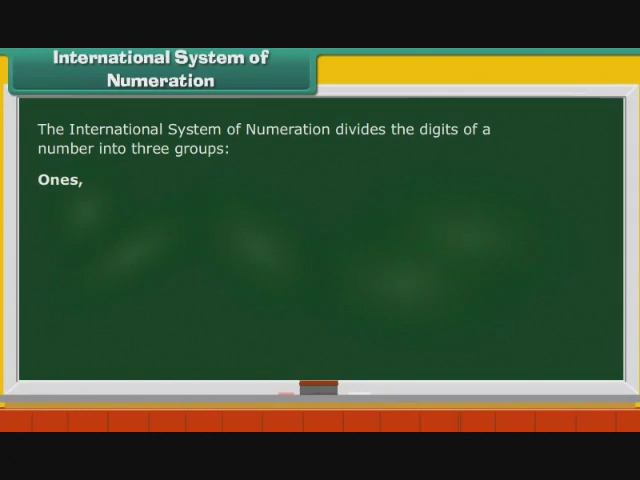 International System of
Numeration
The International System of Numeration divides the digits of a
number into three groups:
Ones,